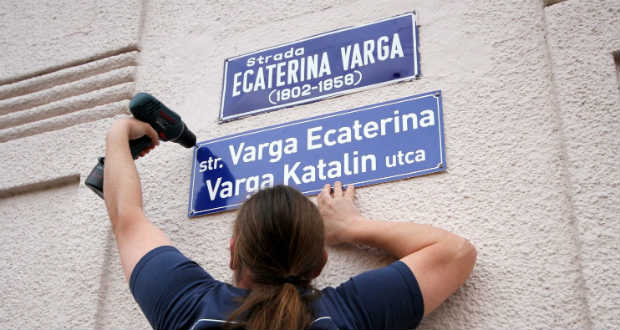 Strada
ECATERINA VARGA
(1802-1858)
str. Varga Ecaterina
Varga Katalin utca